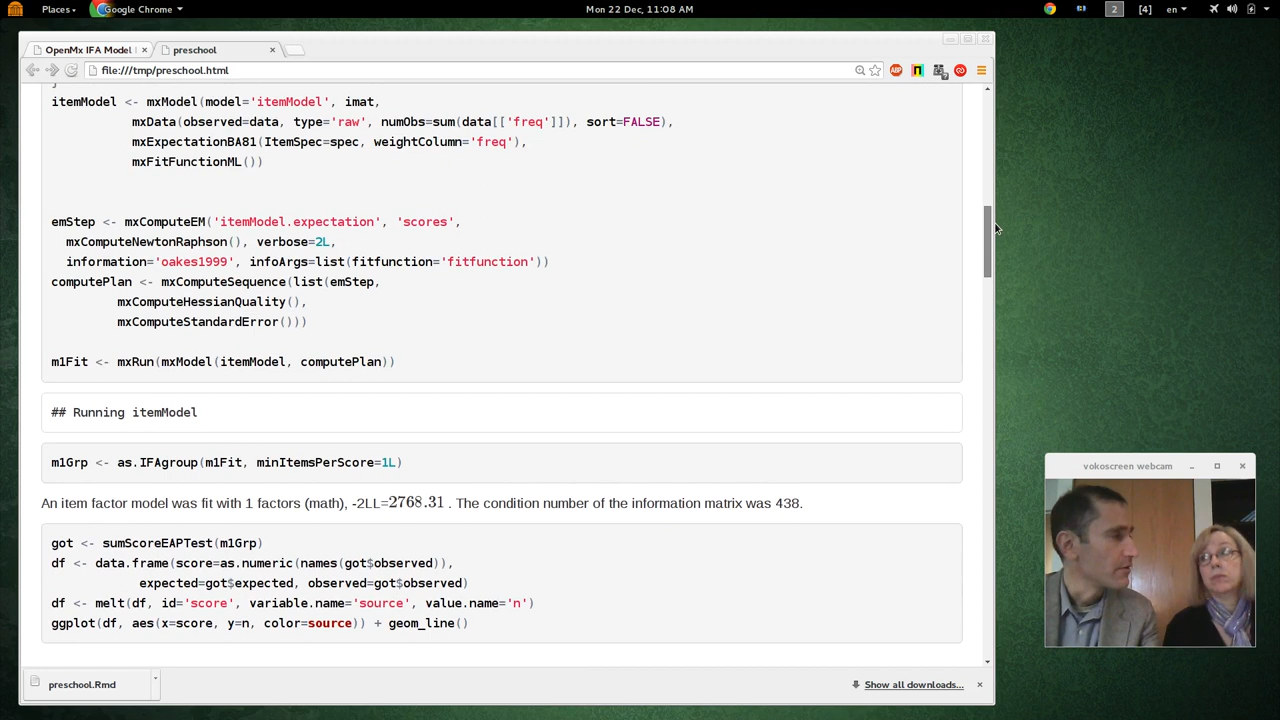 Places
Google Chrome
Mon 22 Dec, 11:08 AM
2
[4]
en
OpenMx IFA Model
preschool
file:///tmp/preschool.html
ABP
itemModel <- mxModel(model='itemModel', imat,
mxData(observed=data, type='raw', numObs=sum(data[['freq']]), sort=FALSE),
mxExpectationBA81(ItemSpec=spec, weightColumn='freq'),
mxFitFunctionML())
emStep <- mxComputeEM('itemModel.expectation', 'scores',
mxComputeNewtonRaphson(), verbose=2L,
information='oakes1999', infoArgs=list(fitfunction='fitfunction'))
computePlan <- mxComputeSequence(list(emStep,
mxComputeHessianQuality(),
mxComputeStandardError()))
m1Fit <- mxRun(mxModel(itemModel, computePlan))
## Running itemModel
m1Grp <- as.IFAgroup(m1Fit, minItemsPerScore=1L)
An item factor model was fit with 1 factors (math), -2LL=2768.31 . The condition number of the information matrix was 438.
got <- sumScoreEAPTest(m1Grp)
df <- data.frame(score=as.numeric(names(got$observed)),
expected=got$expected, observed=got$observed)
df <- melt(df, id='score', variable.name='source', value.name='n')
ggplot(df, aes(x=score, y=n, color=source)) + geom_line()
vokoscreen webcam
preschool.Rmd
Show all downloads...